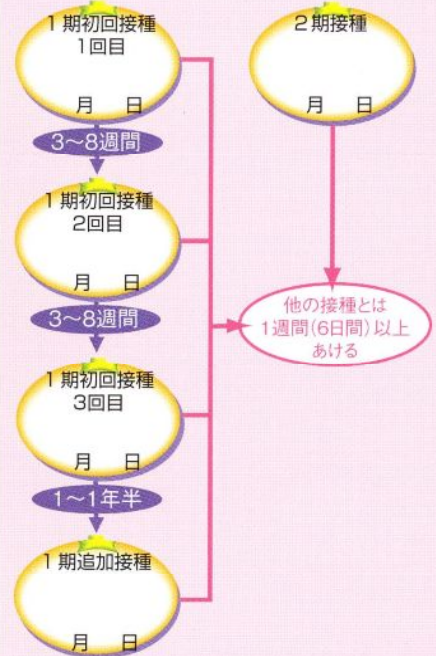 1期初回接種
1回目
月 日
3〜8週間
1期初回接種
2回目
月 日
3〜8週間
1期初回接種
3回目
月 日
1〜1年半
1期追加接種
月 日
2期接種
月 日
他の接種とは
1週間(6日間)以上
あける